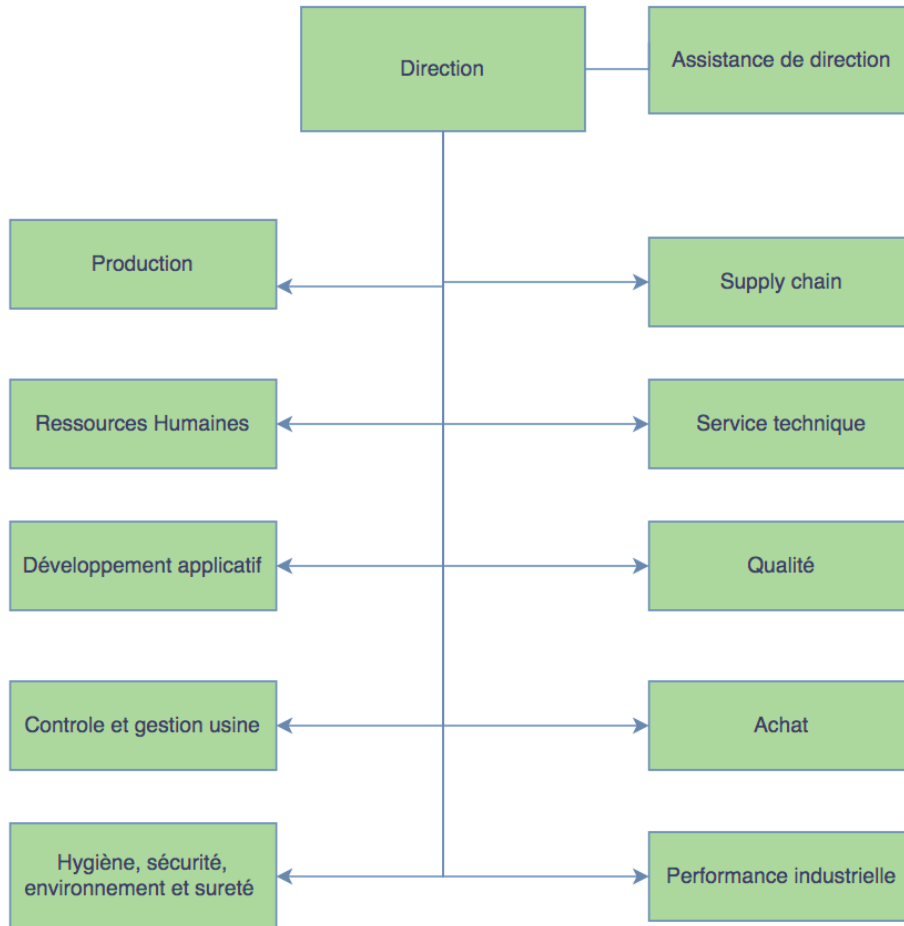 Direction
Assistance de direction
Production
Supply chain
Ressources Humaines
Service technique
Développement applicatif
Qualité
Controle et gestion usine
Achat
Hygiène, sécurité,
environnement et sureté
Performance industrielle